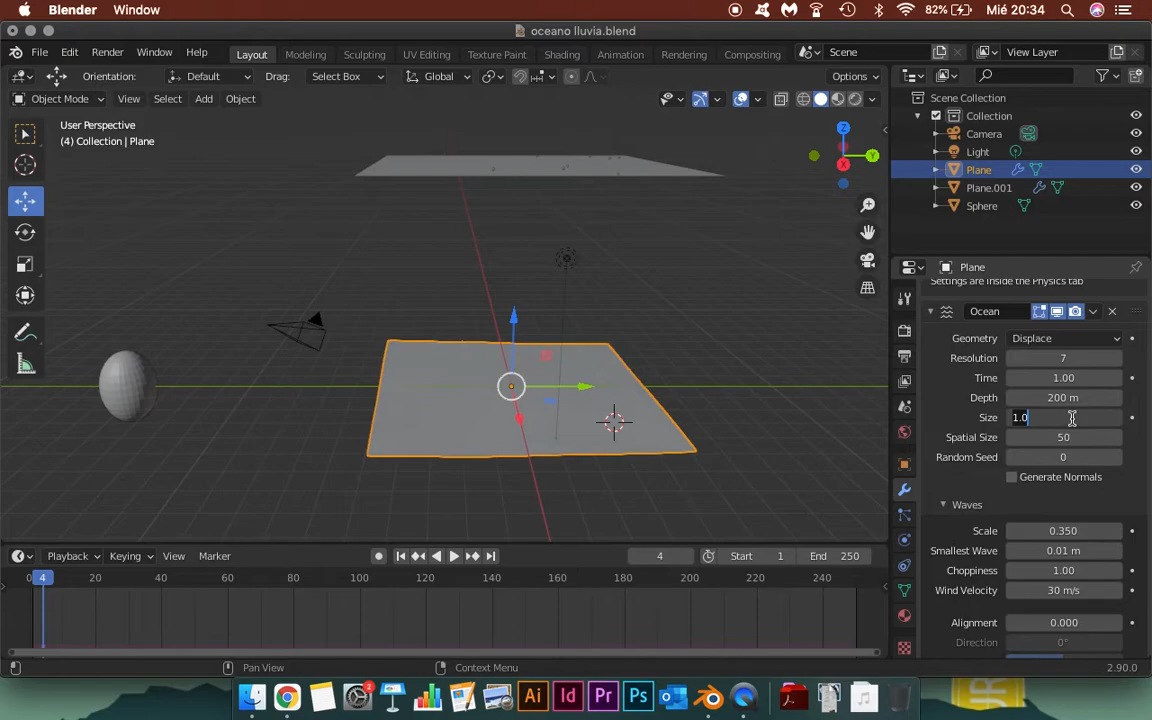 Blender Window 82% Mié 20:34
oceano lluvia.blend
File Edit Render Window Help Layout Modeling Sculpting UV Editing Texture Paint Shading Animation Rendering Compositing Scene View Layer
Orientation: Default Drag: Select Box Global Options
Object Mode View Select Add Object
User Perspective
(4) Collection | Plane
Z
Y
X
Scene Collection
Collection
Camera
Light
Plane
Plane.001
Sphere
Plane
Settings are inside the Physics tab
Ocean
Geometry Displace
Resolution 7
Time 1.00
Depth 200 m
Size 1.0
Spatial Size 50
Random Seed 0
Generate Normals
Waves
Scale 0.350
Smallest Wave 0.01 m
Choppiness 1.00
Wind Velocity 30 m/s
Alignment 0.000
Direction 0°
Playback Keying View Marker 4 Start 1 End 250
0 4 20 40 60 80 100 120 140 160 180 200 220 240
Pan View Context Menu 2.90.0
2
Ai Id Pr Ps
JR